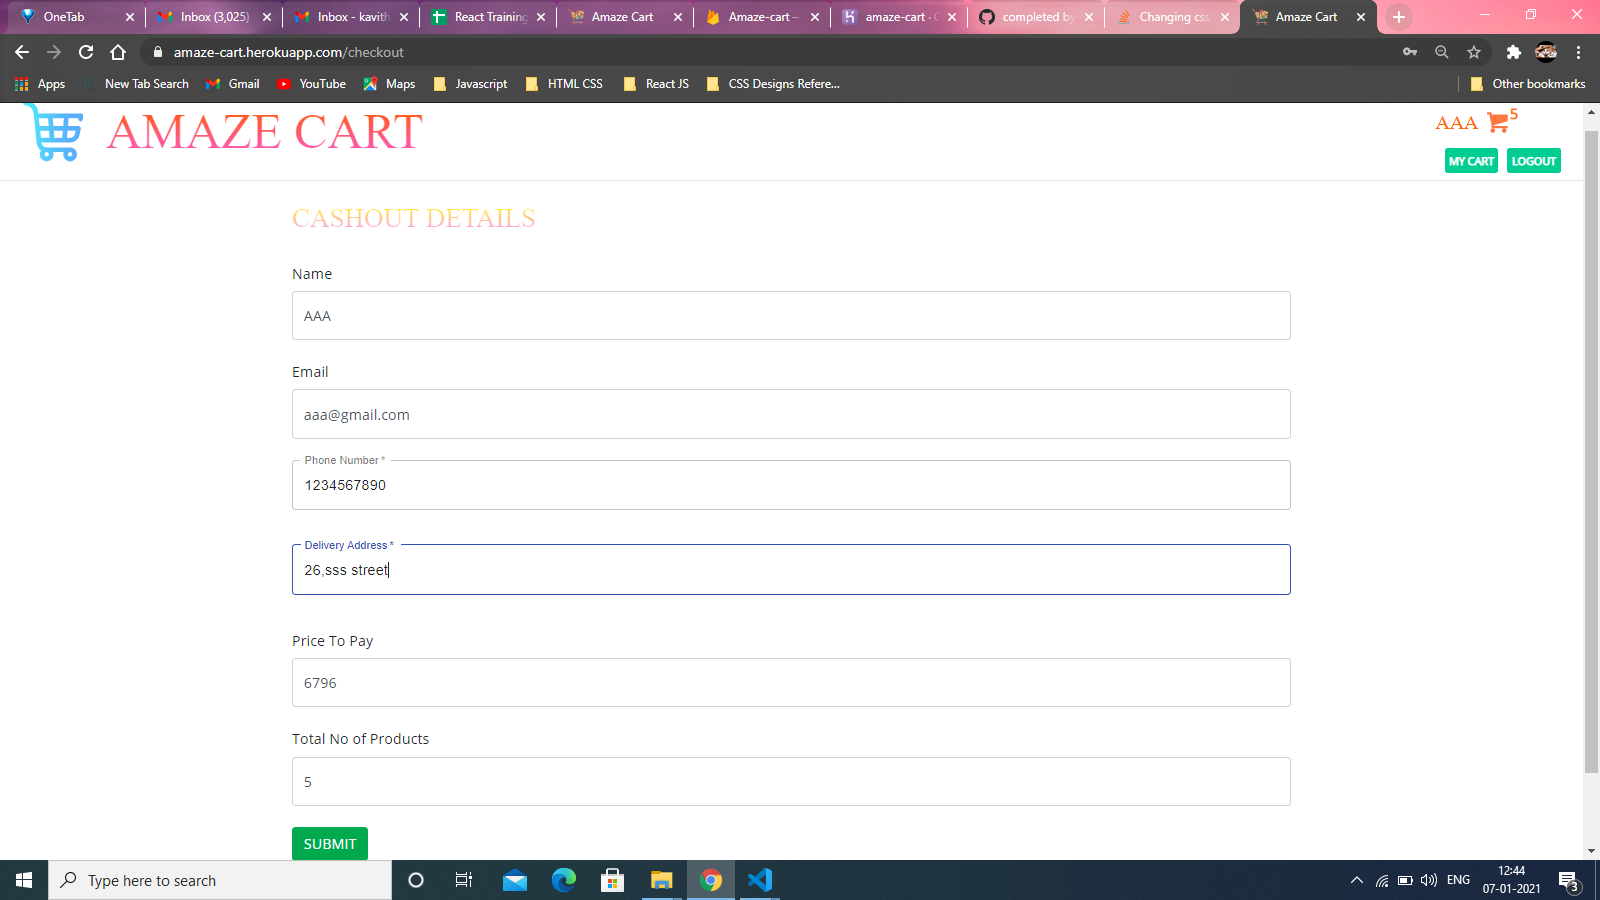 OneTab
Inbox (3,025)
Inbox - kavith
React Training
Amaze Cart
Amaze-cart –
amaze-cart ·
completed by
Changing css
Amaze Cart
amaze-cart.herokuapp.com/checkout
Apps
New Tab Search
Gmail
YouTube
Maps
Javascript
HTML CSS
React JS
CSS Designs Refere...
Other bookmarks
AMAZE CART
AAA
5
MY CART
LOGOUT
CASHOUT DETAILS
Name
AAA
Email
aaa@gmail.com
Phone Number *
1234567890
Delivery Address *
26,sss street
Price To Pay
6796
Total No of Products
5
SUBMIT
Type here to search
ENG
12:44
07-01-2021
3